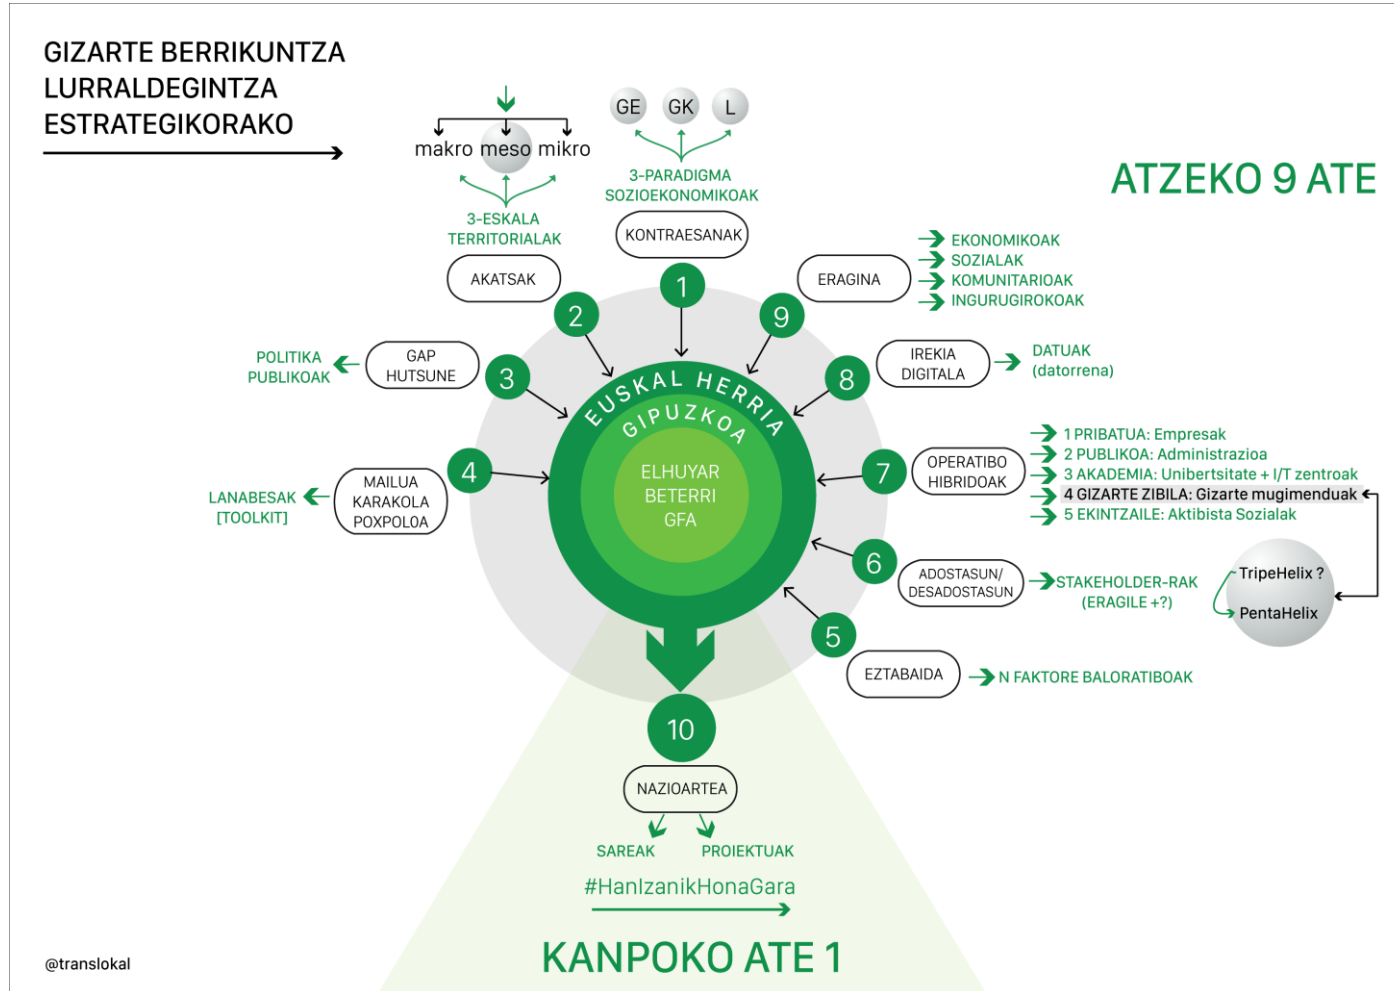 GIZARTE BERRIKUNTZA
LURRALDEGINTZA
ESTRATEGIKORAKO
ATZEKO 9 ATE
makro meso mikro
3-ESKALA
TERRITORIALAK
AKATSAK
2
GE GK L
3-PARADIGMA
SOZIOEKONOMIKOAK
KONTRAESANAK
1
ERAGINA
9
EKONOMIKOAK
SOZIALAK
KOMUNITARIOAK
INGURUGIROKOAK
POLITIKA
PUBLIKOAK
GAP
HUTSUNE
3
IREKIA
DIGITALA
8
DATUAK
(datorrena)
LANABESAK
[TOOLKIT]
MAILUA
KARAKOLA
POXPOLOA
4
EUSKAL HERRIA
GIPUZKOA
ELHUYAR
BETERRI
GFA
7
OPERATIBO
HIBRIDOAK
1 PRIBATUA: Empresak
2 PUBLIKOA: Administrazioa
3 AKADEMIA: Unibertsitate + I/T zentroak
4 GIZARTE ZIBILA: Gizarte mugimenduak
5 EKINTZAILE: Aktibista Sozialak
6
ADOSTASUN/
DESADOSTASUN
STAKEHOLDER-RAK
(ERAGILE +?)
TripeHelix ?
PentaHelix
5
EZTABAIDA
N FAKTORE BALORATIBOAK
10
NAZIOARTEA
SAREAK PROIEKTUAK
#HanIzanikHonaGara
KANPOKO ATE 1
@translokal